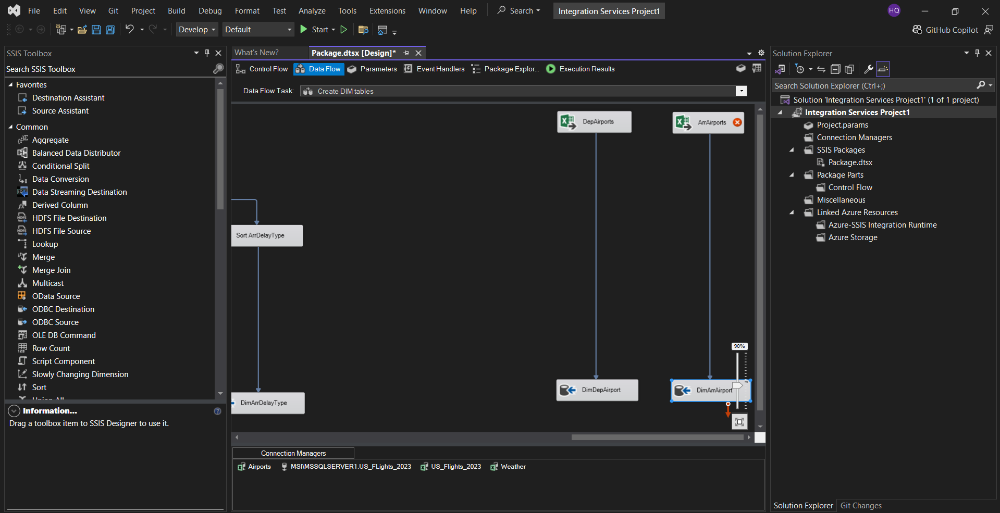 File Edit View Git Project Build Debug Format Test Analyze Tools Extensions Window Help Search Integration Services Project1 HQ
Develop Default Start GitHub Copilot
SSIS Toolbox
Search SSIS Toolbox
Favorites
Destination Assistant
Source Assistant
Common
Aggregate
Balanced Data Distributor
Conditional Split
Data Conversion
Data Streaming Destination
Derived Column
HDFS File Destination
HDFS File Source
Lookup
Merge
Merge Join
Multicast
OData Source
ODBC Destination
ODBC Source
OLE DB Command
Row Count
Script Component
Slowly Changing Dimension
Sort
Union All
Information...
Drag a toolbox item to SSIS Designer to use it.
What's New? Package.dtsx [Design]*
Control Flow Data Flow Parameters Event Handlers Package Explor... Execution Results
Data Flow Task: Create DIM tables
DepAirports
ArrAirports
Sort ArrDelayType
90%
DimDepAirport
DimArrAirport
DimArrDelayType
Connection Managers
Airports MSI\MSSQLSERVER1.US_FLights_2023 US_Flights_2023 Weather
Solution Explorer
Search Solution Explorer (Ctrl+;)
Solution 'Integration Services Project1' (1 of 1 project)
Integration Services Project1
Project.params
Connection Managers
SSIS Packages
Package.dtsx
Package Parts
Control Flow
Miscellaneous
Linked Azure Resources
Azure-SSIS Integration Runtime
Azure Storage
Solution Explorer Git Changes